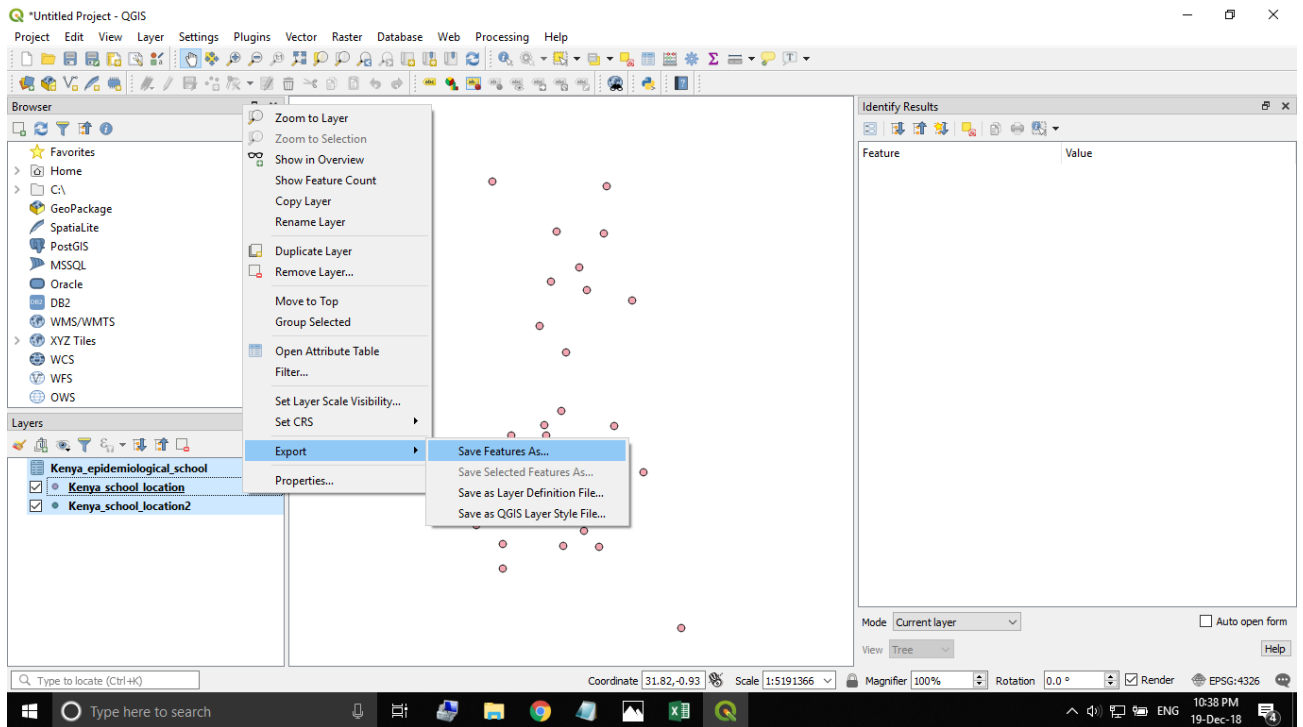 *Untitled Project - QGIS
Project Edit View Layer Settings Plugins Vector Raster Database Web Processing Help
Browser
Favorites
Home
C:\
GeoPackage
SpatiaLite
PostGIS
MSSQL
Oracle
DB2
WMS/WMTS
XYZ Tiles
WCS
WFS
OWS
Layers
Kenya_epidemiological_school
Kenya_school_location
Kenya_school_location2
Zoom to Layer
Zoom to Selection
Show in Overview
Show Feature Count
Copy Layer
Rename Layer
Duplicate Layer
Remove Layer...
Move to Top
Group Selected
Open Attribute Table
Filter...
Set Layer Scale Visibility...
Set CRS
Export
Properties...
Save Features As...
Save Selected Features As...
Save as Layer Definition File...
Save as QGIS Layer Style File...
Identify Results
Feature Value
Mode Current layer Auto open form
View Tree Help
Type to locate (Ctrl+K) Coordinate 31.82,-0.93 Scale 1:5191366 Magnifier 100% Rotation 0.0 ° Render EPSG:4326
Type here to search ENG 10:38 PM
19-Dec-18